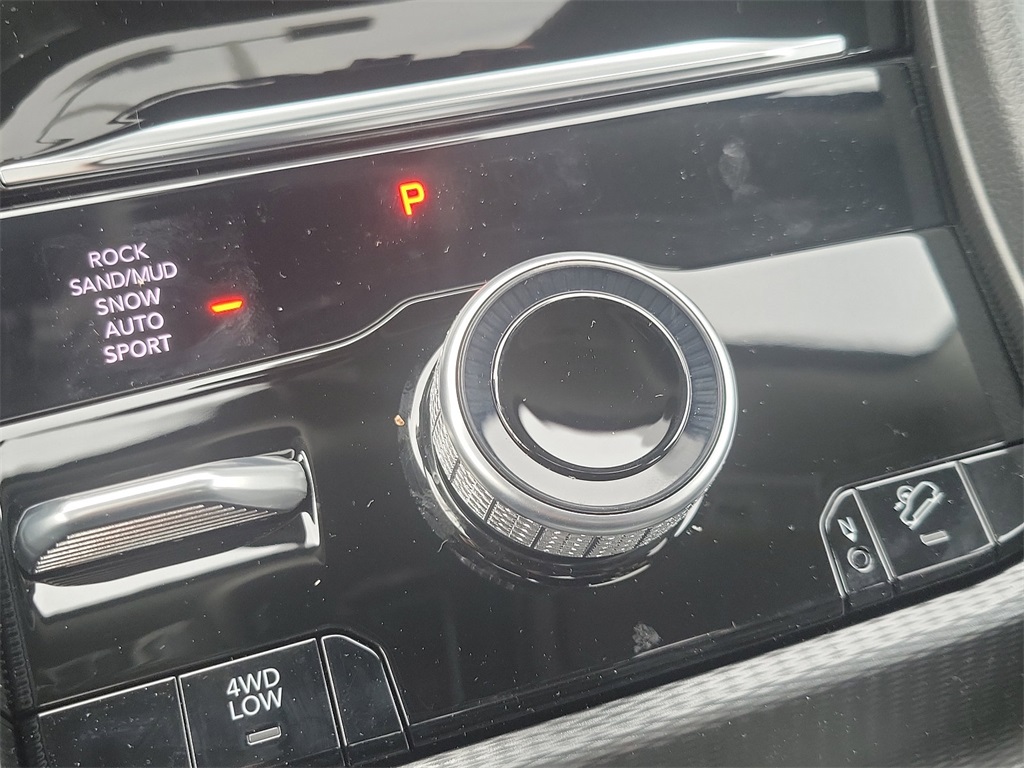 P
ROCK
SAND/MUD
SNOW
AUTO
SPORT
N
4WD
LOW